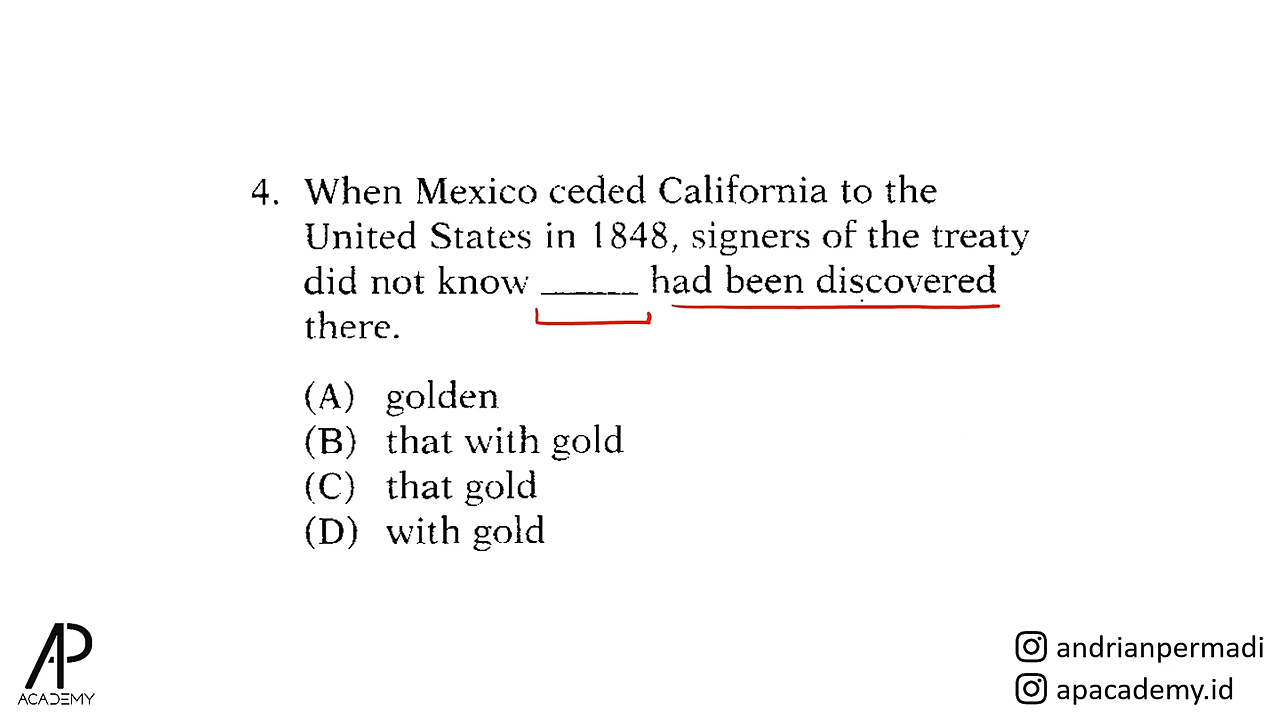 4. When Mexico ceded California to the
United States in 1848, signers of the treaty
did not know ______ had been discovered
there.
(A) golden
(B) that with gold
(C) that gold
(D) with gold
AP
ACADEMY
andrianpermadi
apacademy.id